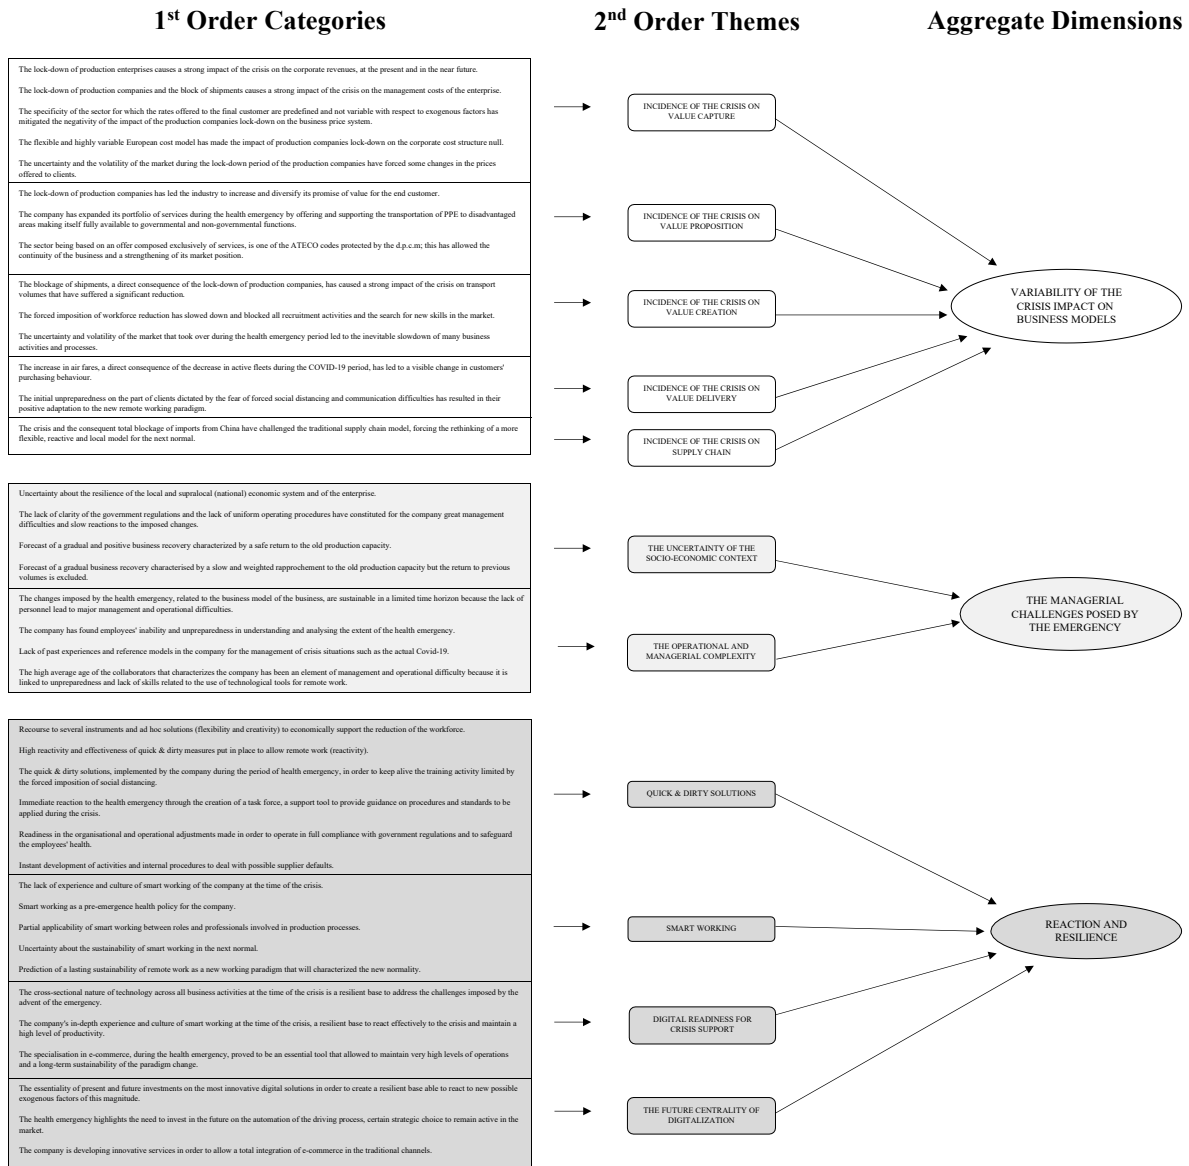 1st Order Categories
2nd Order Themes
Aggregate Dimensions
The lock-down of production enterprises causes a strong impact of the crisis on the corporate revenues, at the present and in the near future.
The lock-down of production companies and the block of shipments causes a strong impact of the crisis on the management costs of the enterprise.
The specificity of the sector for which the rates offered to the final customer are predefined and not variable with respect to exogenous factors has
mitigated the negativity of the impact of the production companies lock-down on the business price system.
The flexible and highly variable European cost model has made the impact of production companies lock-down on the corporate cost structure null.
The uncertainty and the volatility of the market during the lock-down period of the production companies have forced some changes in the prices
offered to clients.
INCIDENCE OF THE CRISIS ON
VALUE CAPTURE
The lock-down of production companies has led the industry to increase and diversify its promise of value for the end customer.
The company has expanded its portfolio of services during the health emergency by offering and supporting the transportation of PPE to disadvantaged
areas making itself fully available to governmental and non-governmental functions.
The sector being based on an offer composed exclusively of services, is one of the ATECO codes protected by the d.p.c.m; this has allowed the
continuity of the business and a strengthening of its market position.
INCIDENCE OF THE CRISIS ON
VALUE PROPOSITION
The blockage of shipments, a direct consequence of the lock-down of production companies, has caused a strong impact of the crisis on transport
volumes that have suffered a significant reduction.
The forced imposition of workforce reduction has slowed down and blocked all recruitment activities and the search for new skills in the market.
The uncertainty and volatility of the market that took over during the health emergency period led to the inevitable slowdown of many business
activities and processes.
INCIDENCE OF THE CRISIS ON
VALUE CREATION
The increase in air fares, a direct consequence of the decrease in active fleets during the COVID-19 period, has led to a visible change in customers'
purchasing behaviour.
The initial unpreparedness on the part of clients dictated by the fear of forced social distancing and communication difficulties has resulted in their
positive adaptation to the new remote working paradigm.
INCIDENCE OF THE CRISIS ON
VALUE DELIVERY
The crisis and the consequent total blockage of imports from China have challenged the traditional supply chain model, forcing the rethinking of a more
flexible, reactive and local model for the next normal.
INCIDENCE OF THE CRISIS ON
SUPPLY CHAIN
VARIABILITY OF THE
CRISIS IMPACT ON
BUSINESS MODELS
Uncertainty about the resilience of the local and supralocal (national) economic system and of the enterprise.
The lack of clarity of the government regulations and the lack of uniform operating procedures have constituted for the company great management
difficulties and slow reactions to the imposed changes.
Forecast of a gradual and positive business recovery characterized by a safe return to the old production capacity.
Forecast of a gradual business recovery characterised by a slow and weighted rapprochement to the old production capacity but the return to previous
volumes is excluded.
THE UNCERTAINTY OF THE
SOCIO-ECONOMIC CONTEXT
The changes imposed by the health emergency, related to the business model of the business, are sustainable in a limited time horizon because the lack of
personnel lead to major management and operational difficulties.
The company has found employees' inability and unpreparedness in understanding and analysing the extent of the health emergency.
Lack of past experiences and reference models in the company for the management of crisis situations such as the actual Covid-19.
The high average age of the collaborators that characterizes the company has been an element of management and operational difficulty because it is
linked to unpreparedness and lack of skills related to the use of technological tools for remote work.
THE OPERATIONAL AND
MANAGERIAL COMPLEXITY
THE MANAGERIAL
CHALLENGES POSED BY
THE EMERGENCY
Recourse to several instruments and ad hoc solutions (flexibility and creativity) to economically support the reduction of the workforce.
High reactivity and effectiveness of quick & dirty measures put in place to allow remote work (reactivity).
The quick & dirty solutions, implemented by the company during the period of health emergency, in order to keep alive the training activity limited by
the forced imposition of social distancing.
Immediate reaction to the health emergency through the creation of a task force, a support tool to provide guidance on procedures and standards to be
applied during the crisis.
Readiness in the organisational and operational adjustments made in order to operate in full compliance with government regulations and to safeguard
the employees' health.
Instant development of activities and internal procedures to deal with possible supplier defaults.
QUICK & DIRTY SOLUTIONS
The lack of experience and culture of smart working of the company at the time of the crisis.
Smart working as a pre-emergence health policy for the company.
Partial applicability of smart working between roles and professionals involved in production processes.
Uncertainty about the sustainability of smart working in the next normal.
Prediction of a lasting sustainability of remote work as a new working paradigm that will characterized the new normality.
SMART WORKING
The cross-sectional nature of technology across all business activities at the time of the crisis is a resilient base to address the challenges imposed by the
advent of the emergency.
The company's in-depth experience and culture of smart working at the time of the crisis, a resilient base to react effectively to the crisis and maintain a
high level of productivity.
The specialisation in e-commerce, during the health emergency, proved to be an essential tool that allowed to maintain very high levels of operations
and a long-term sustainability of the paradigm change.
DIGITAL READINESS FOR
CRISIS SUPPORT
The essentiality of present and future investments on the most innovative digital solutions in order to create a resilient base able to react to new possible
exogenous factors of this magnitude.
The health emergency highlights the need to invest in the future on the automation of the driving process, certain strategic choice to remain active in the
market.
The company is developing innovative services in order to allow a total integration of e-commerce in the traditional channels.
THE FUTURE CENTRALITY OF
DIGITALIZATION
REACTION AND
RESILIENCE